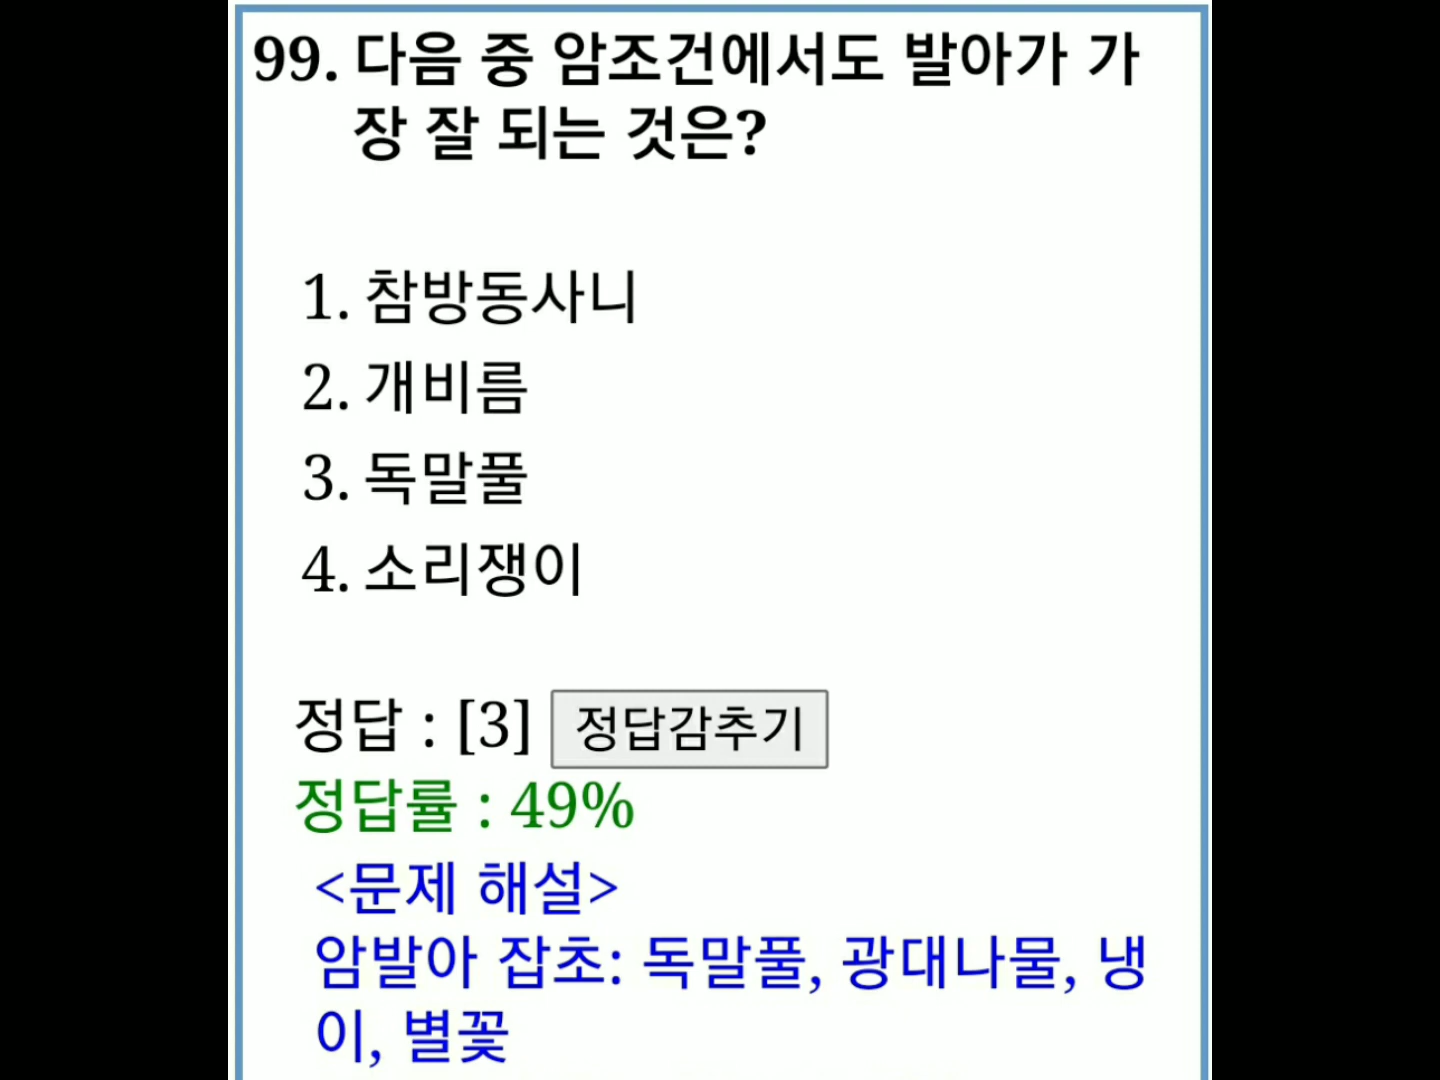 99. 다음 중 암조건에서도 발아가 가
장 잘 되는 것은?
1. 참방동사니
2. 개비름
3. 독말풀
4. 소리쟁이
정답 : [3] 정답감추기
정답률 : 49%
<문제 해설>
암발아 잡초: 독말풀, 광대나물, 냉
이, 별꽃